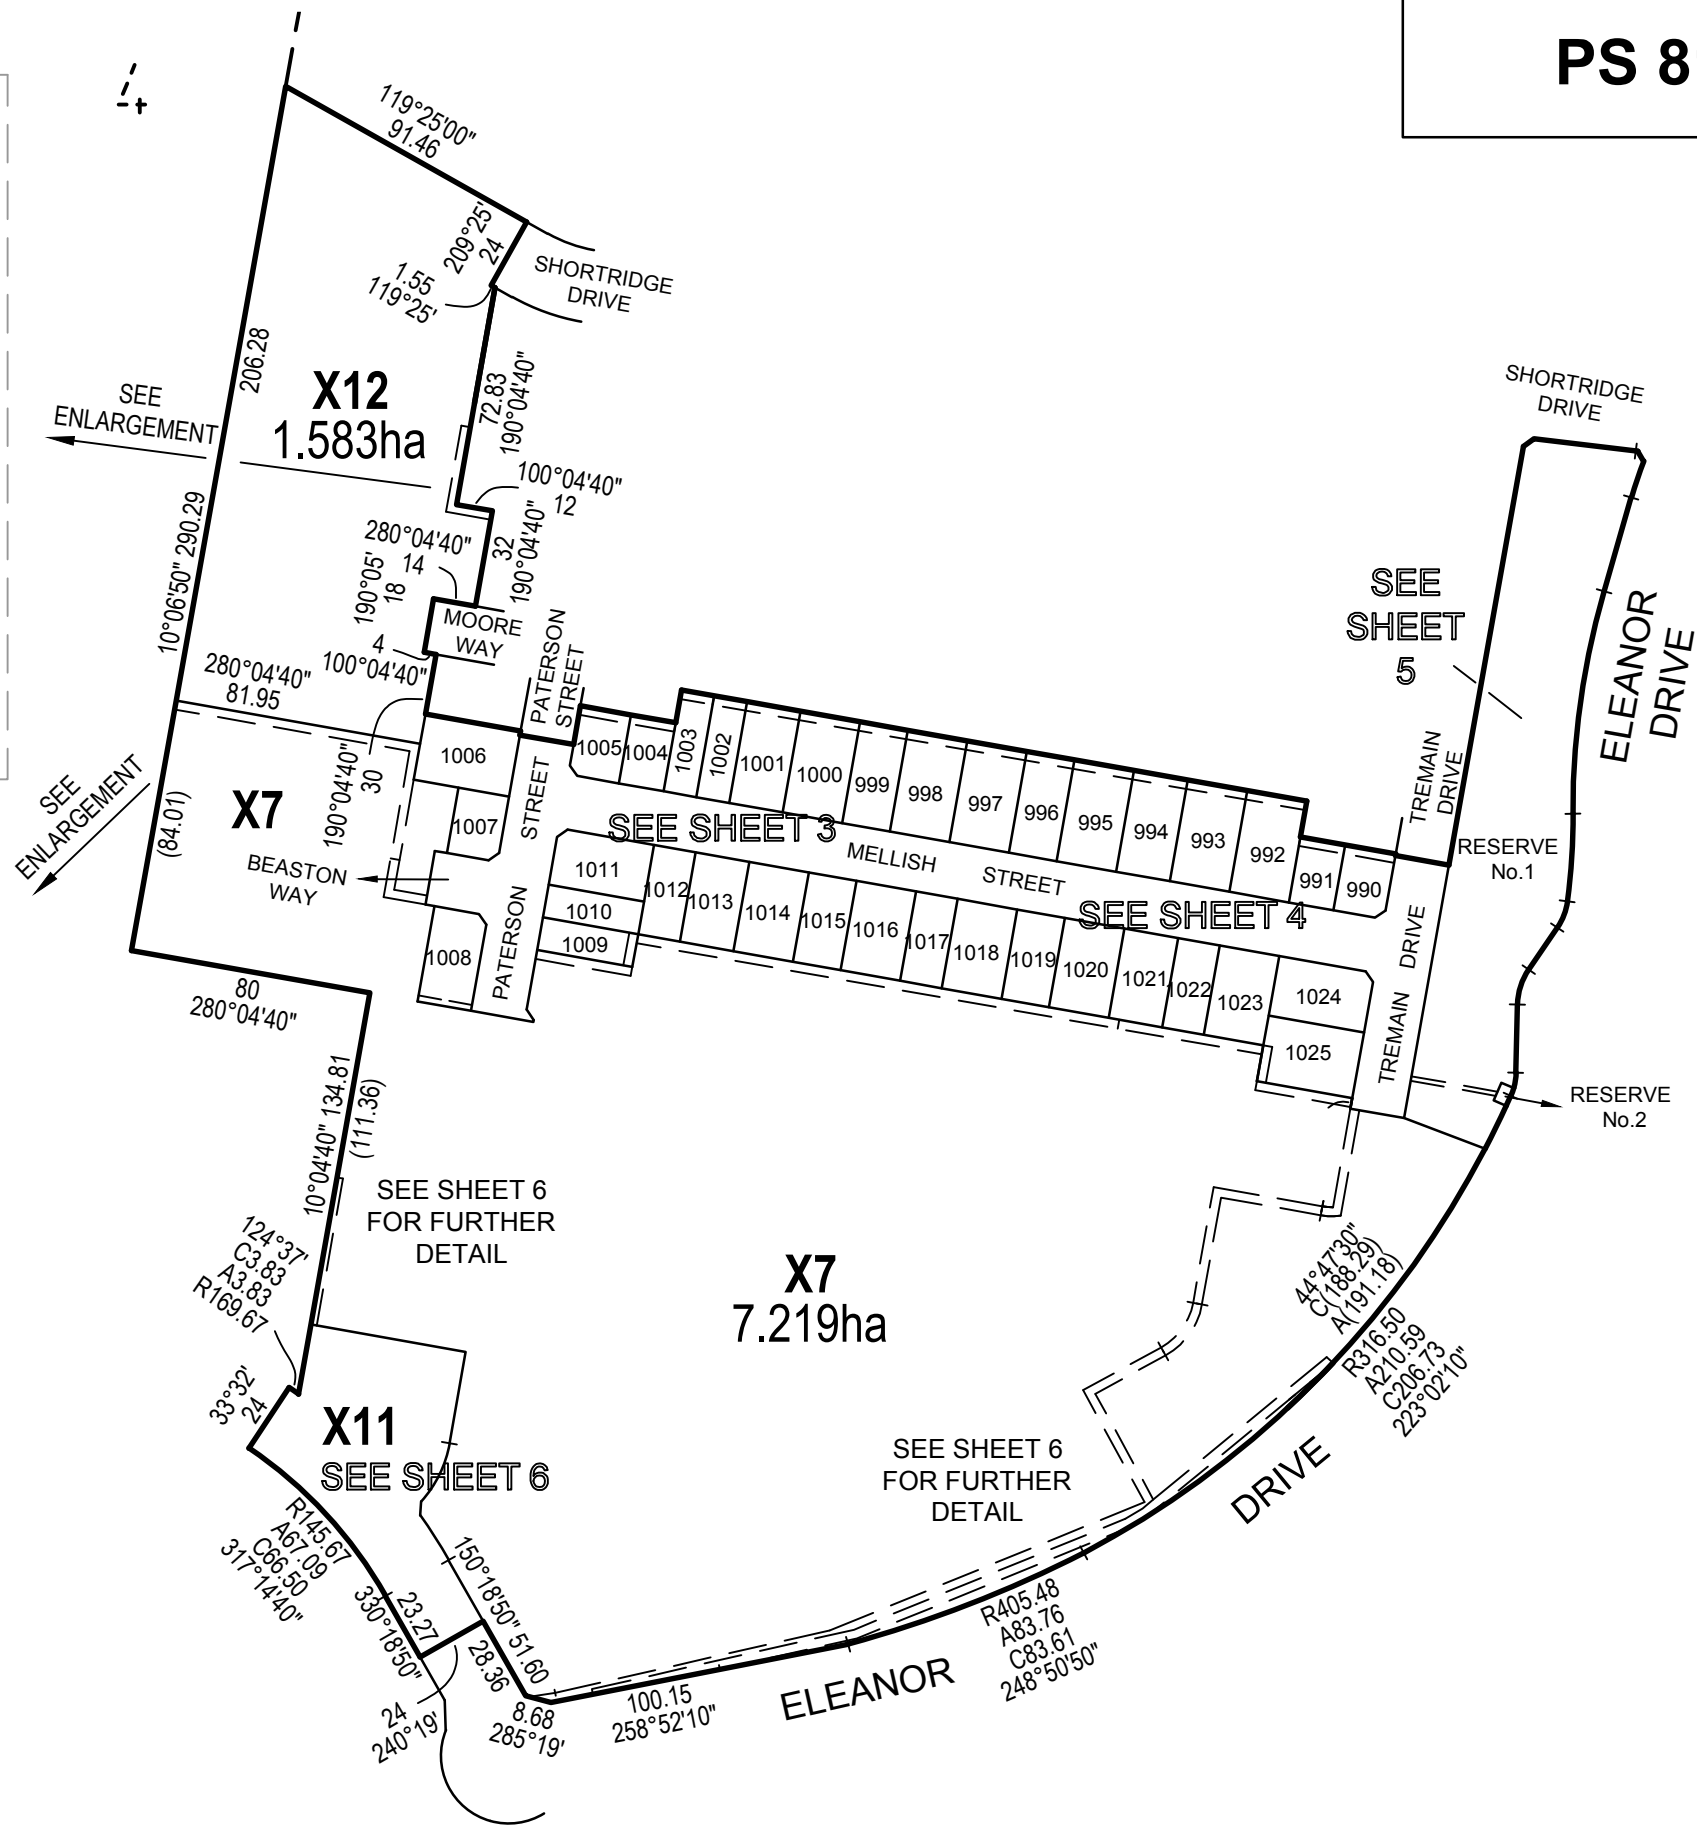 PS 8
119°25'00"
91.46
209°25'
24
1.55
119°25'
SHORTRIDGE
DRIVE
206.28
X12
1.583ha
72.83
190°04'40"
SEE
ENLARGEMENT
100°04'40"
12
280°04'40"
14
32
190°04'40"
190°05'
18
10°06'50" 290.29
MOORE
WAY
4
100°04'40"
PATERSON
STREET
280°04'40"
81.95
190°04'40"
30
SEE
ENLARGEMENT
(84.01)
X7
BEASTON
WAY
SHORTRIDGE
DRIVE
SEE
SHEET
5
ELEANOR
DRIVE
TREMAIN
DRIVE
RESERVE
No.1
1006
1007
1008
STREET
PATERSON
1005
1004
1003
1002
1001
1000
999
998
997
996
995
994
993
992
991
990
SEE SHEET 3
MELLISH STREET
SEE SHEET 4
1011
1010
1009
1012
1013
1014
1015
1016
1017
1018
1019
1020
1021
1022
1023
1024
1025
TREMAIN DRIVE
RESERVE
No.2
80
280°04'40"
10°04'40" 134.81
(111.36)
SEE SHEET 6
FOR FURTHER
DETAIL
124°37'
C3.83
A3.83
R169.67
33°32'
24
X7
7.219ha
44°47'30"
C(188.29)
A(191.18)
R316.50
A210.59
C206.73
223°02'10"
X11
SEE SHEET 6
SEE SHEET 6
FOR FURTHER
DETAIL
DRIVE
R145.67
A67.09
C66.50
317°14'40"
150°18'50" 51.60
23.27
330°18'50"
28.36
24
240°19'
8.68
285°19'
100.15
258°52'10"
ELEANOR
R405.48
A83.76
C83.61
248°50'50"